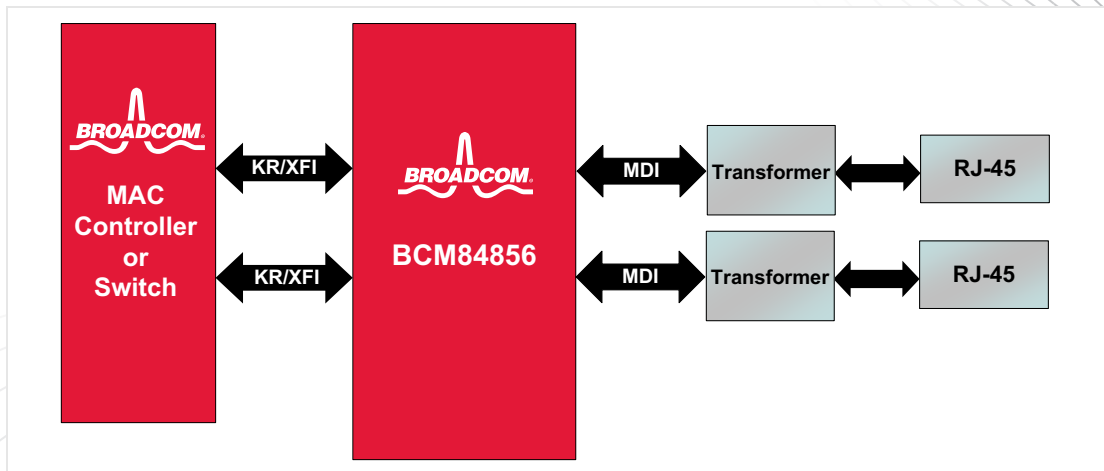 BROADCOM®
MAC
Controller
or
Switch
KR/XFI
KR/XFI
BROADCOM®
BCM84856
MDI
MDI
Transformer
Transformer
RJ-45
RJ-45